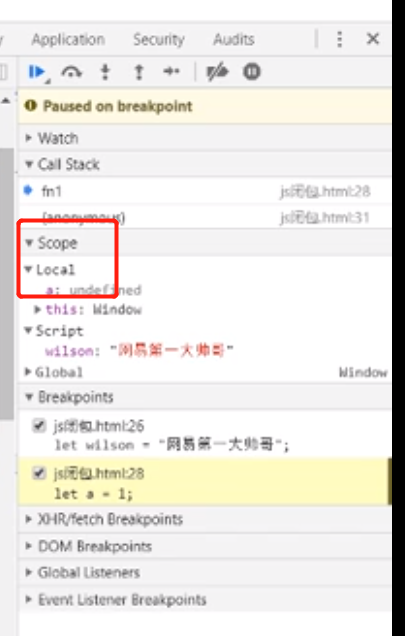 Application Security Audits
Paused on breakpoint
Watch
Call Stack
fn1 js闭包.html:28
(anonymous) js闭包.html:31
Scope
Local
a: undefined
this: Window
Script
wilson: "网易第一大帅哥"
Global Window
Breakpoints
js闭包.html:26
let wilson = "网易第一大帅哥";
js闭包.html:28
let a = 1;
XHR/fetch Breakpoints
DOM Breakpoints
Global Listeners
Event Listener Breakpoints